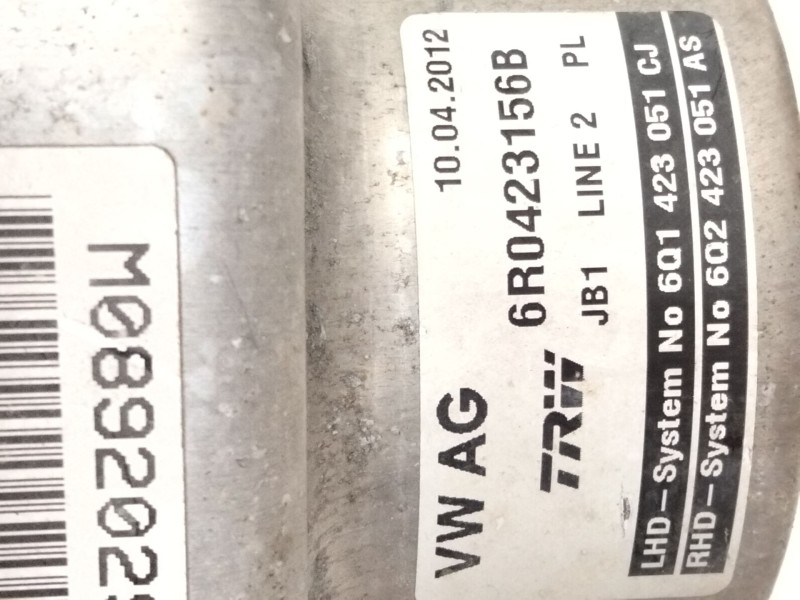 VW AG 10.04.2012
6R0423156B
TRW JB1 LINE 2 PL
LHD-System No 6Q1 423 051 CJ
RHD-System No 6Q2 423 051 AS
M089202